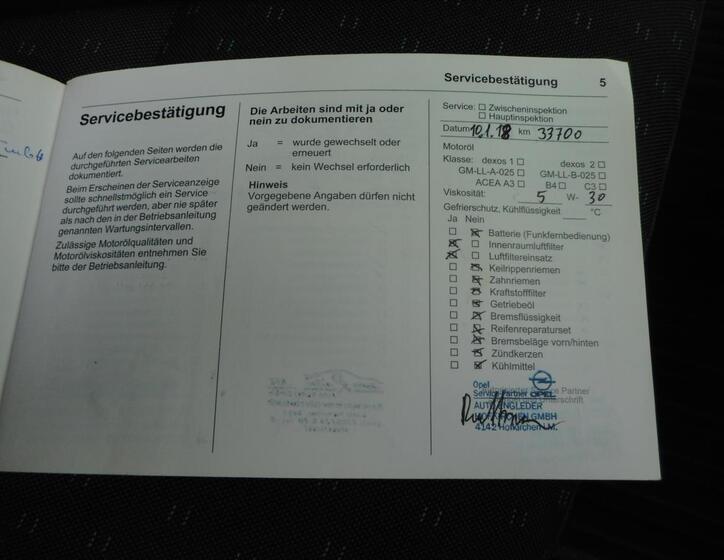 Servicebestätigung 5
Servicebestätigung
Auf den folgenden Seiten werden die
durchgeführten Servicearbeiten
dokumentiert.
Beim Erscheinen der Serviceanzeige
sollte schnellstmöglich ein Service
durchgeführt werden, aber nie später
als nach den in der Betriebsanleitung
genannten Wartungsintervallen.
Zulässige Motorölqualitäten und
Motorölviskositäten entnehmen Sie
bitte der Betriebsanleitung.
Die Arbeiten sind mit ja oder
nein zu dokumentieren
Ja = wurde gewechselt oder
erneuert
Nein = kein Wechsel erforderlich
Hinweis
Vorgegebene Angaben dürfen nicht
geändert werden.
Service: ☐ Zwischeninspektion
☐ Hauptinspektion
Datum 10.1.18 km 33700
Motoröl
Klasse: dexos 1 ☐ dexos 2 ☐
GM-LL-A-025 ☐ GM-LL-B-025 ☐
ACEA A3 ☐ B4 ☐ C3 ☐
Viskosität: 5 W- 30
Gefrierschutz, Kühlflüssigkeit °C
Ja Nein
☐ ☒ Batterie (Funkfernbedienung)
☒ ☐ Innenraumluftfilter
☒ ☐ Luftfiltereinsatz
☐ ☒ Keilrippenriemen
☐ ☒ Zahnriemen
☐ ☒ Kraftstofffilter
☐ ☒ Getriebeöl
☐ ☒ Bremsflüssigkeit
☐ ☒ Reifenreparaturset
☐ ☒ Bremsbeläge vorn/hinten
☐ ☒ Zündkerzen
☐ ☒ Kühlmittel
Opel
Service Partner OPEL
Partner
Unterschrift
4142 Hofkirchen i.M.